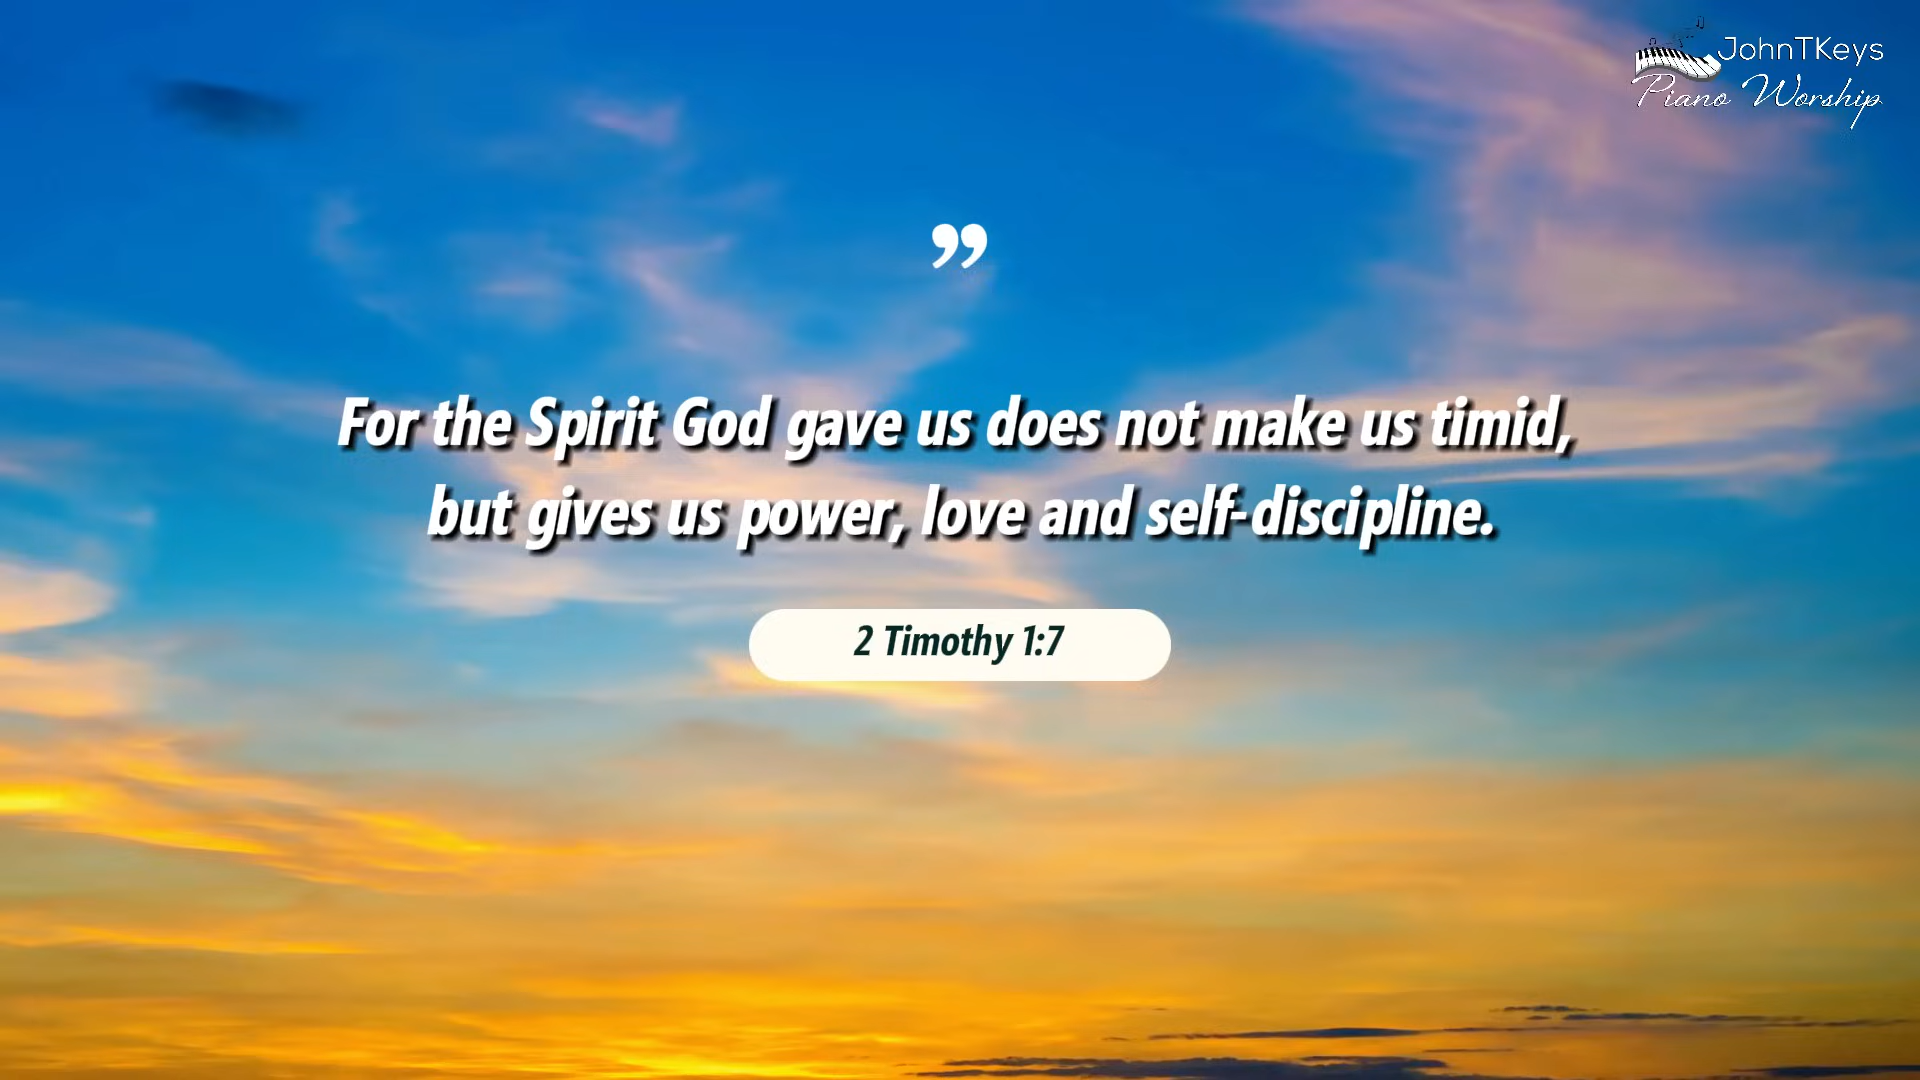 JohnTKeys
Piano Worship
”
For the Spirit God gave us does not make us timid,
but gives us power, love and self-discipline.
2 Timothy 1:7